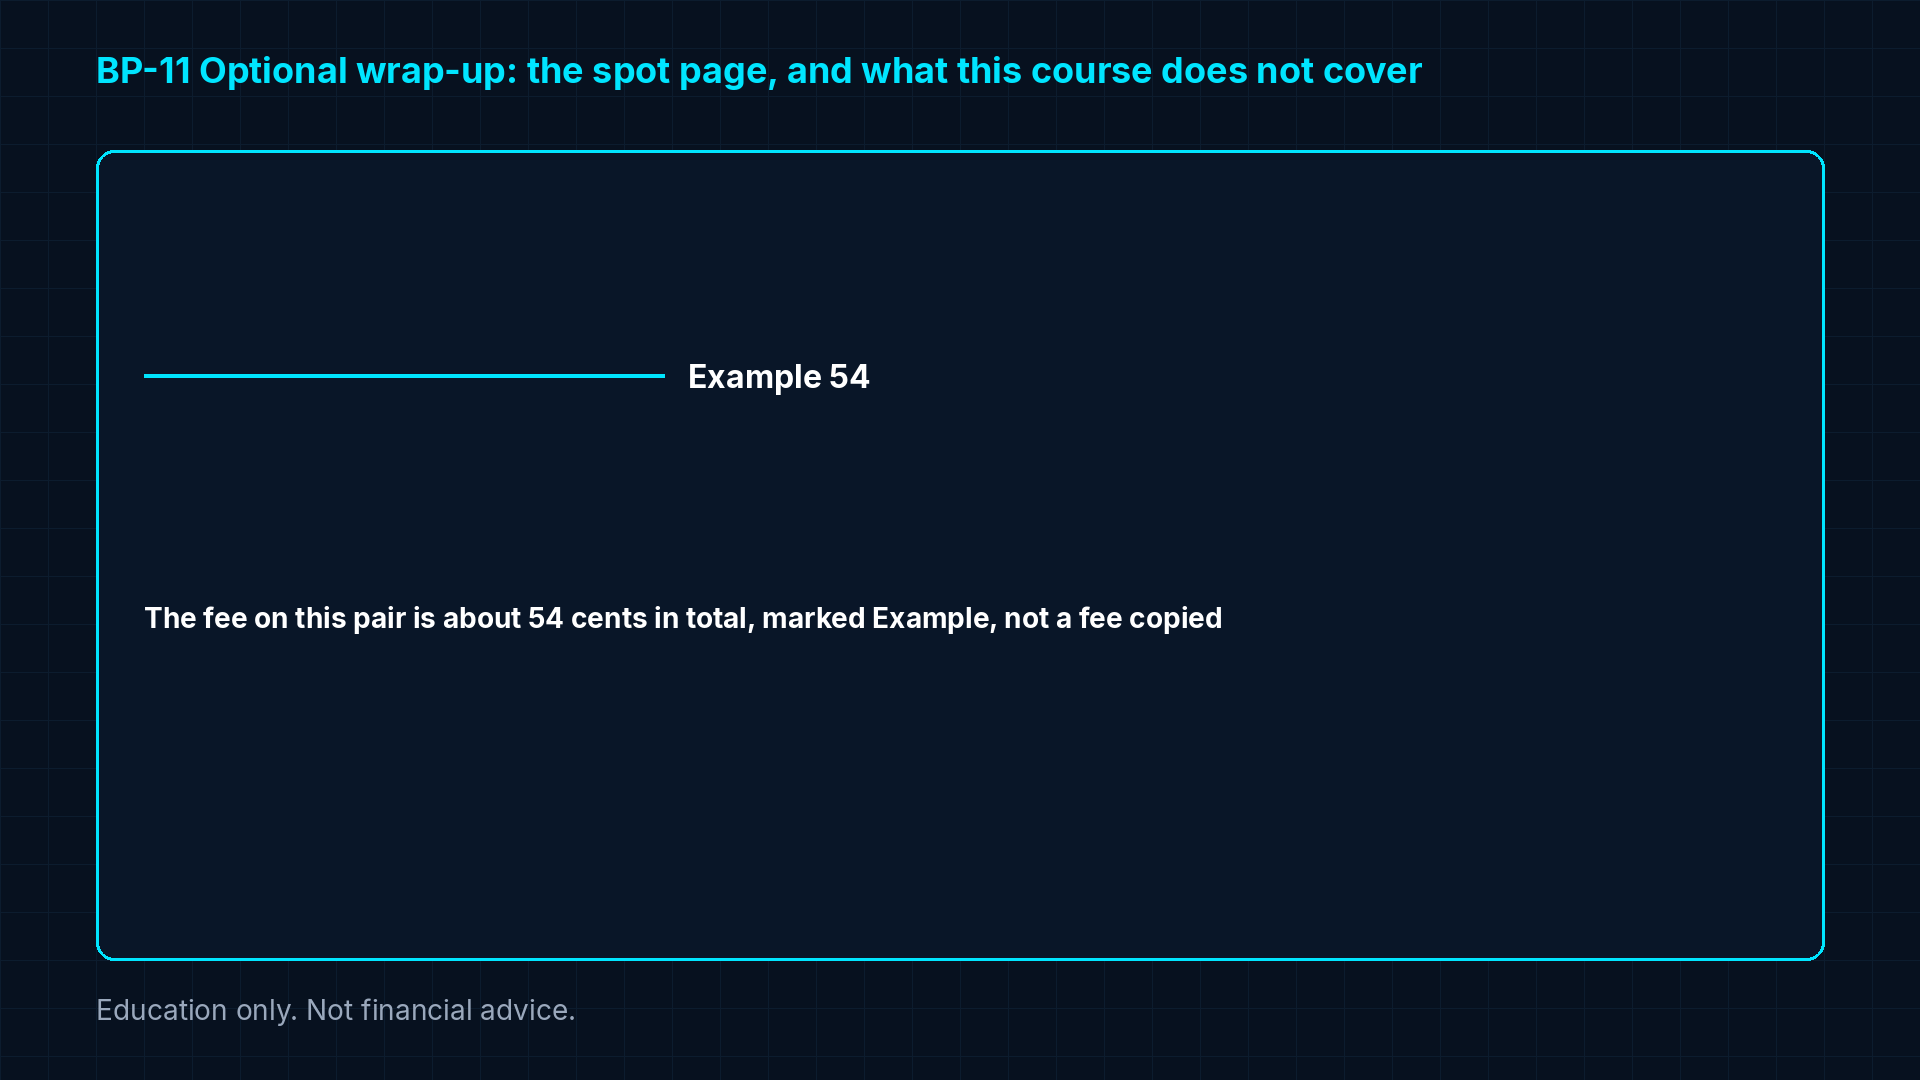 BP-11 Optional wrap-up: the spot page, and what this course does not cover
Example 54
The fee on this pair is about 54 cents in total, marked Example, not a fee copied
Education only. Not financial advice.